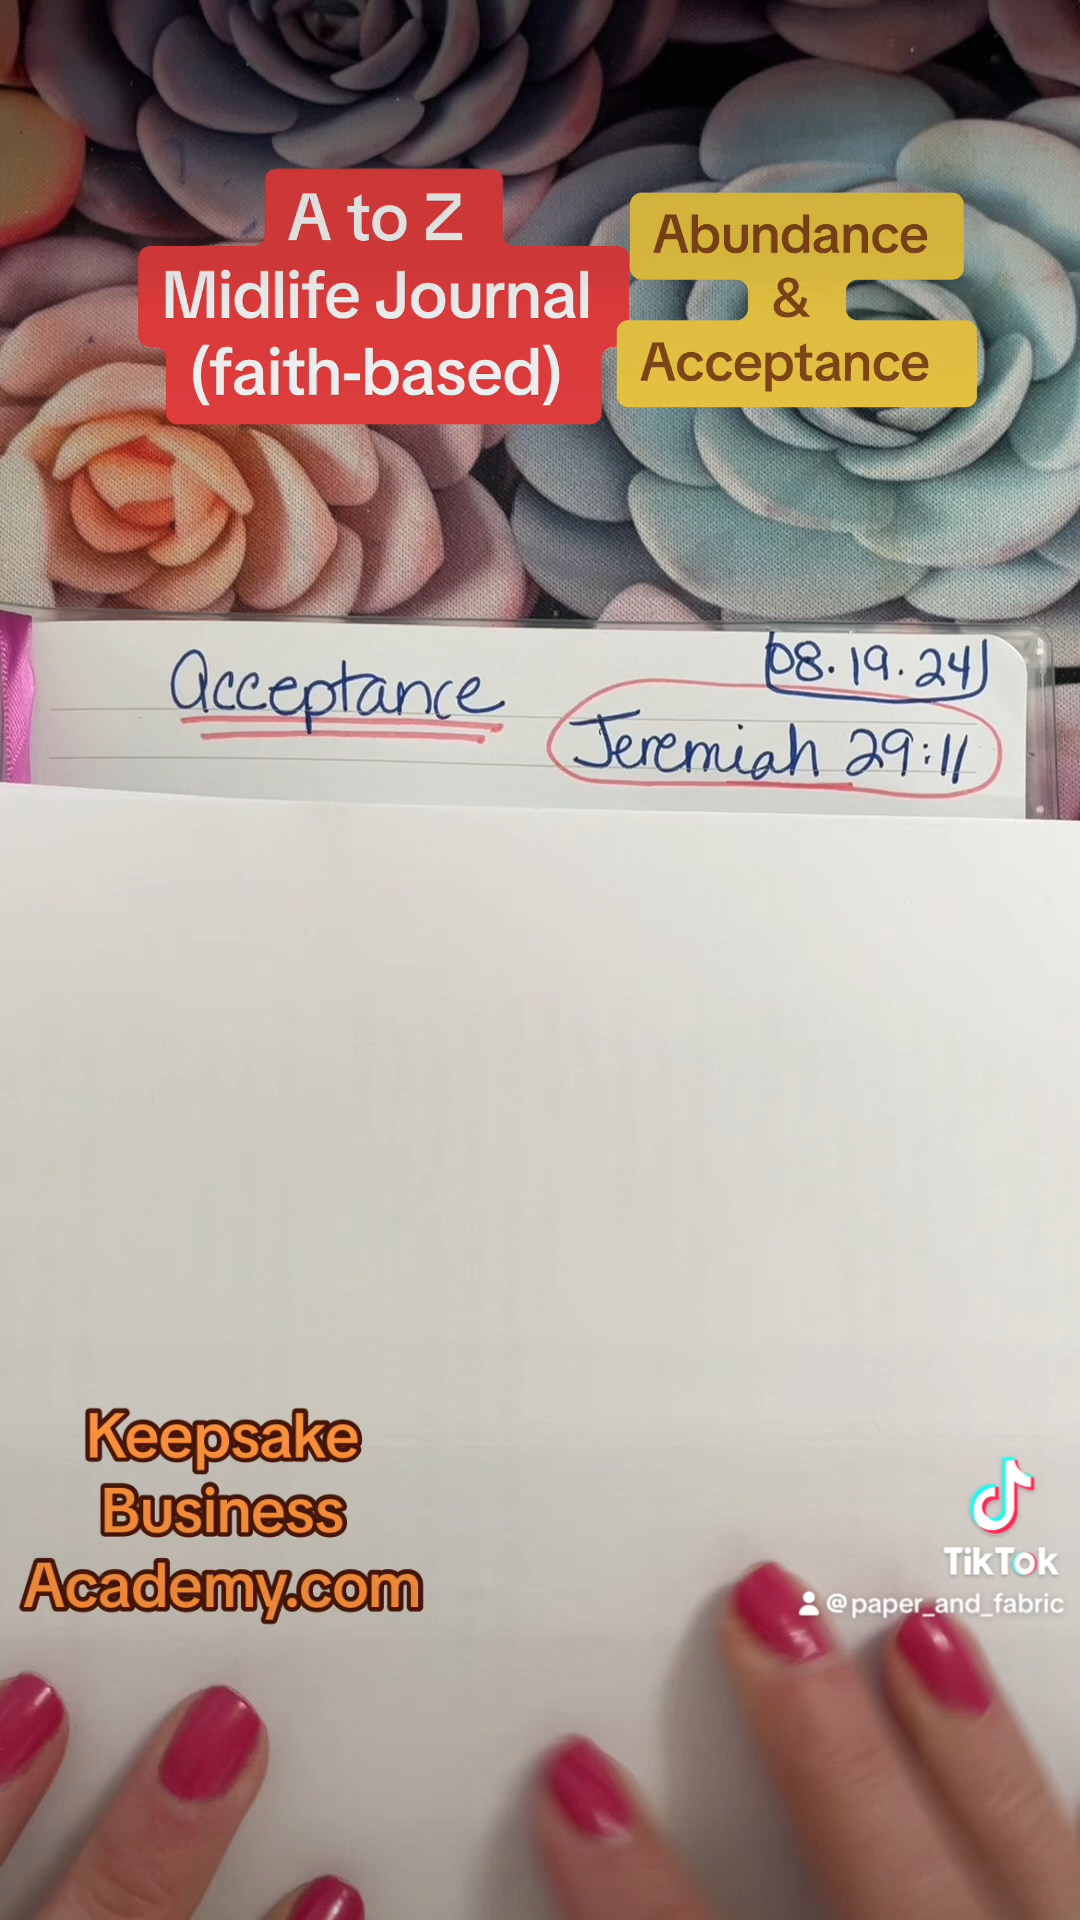 A to Z
Midlife Journal
(faith-based)
Abundance
&
Acceptance
08.19.24
Acceptance
Jeremiah 29:11
Keepsake
Business
Academy.com
TikTok
@paper_and_fabric